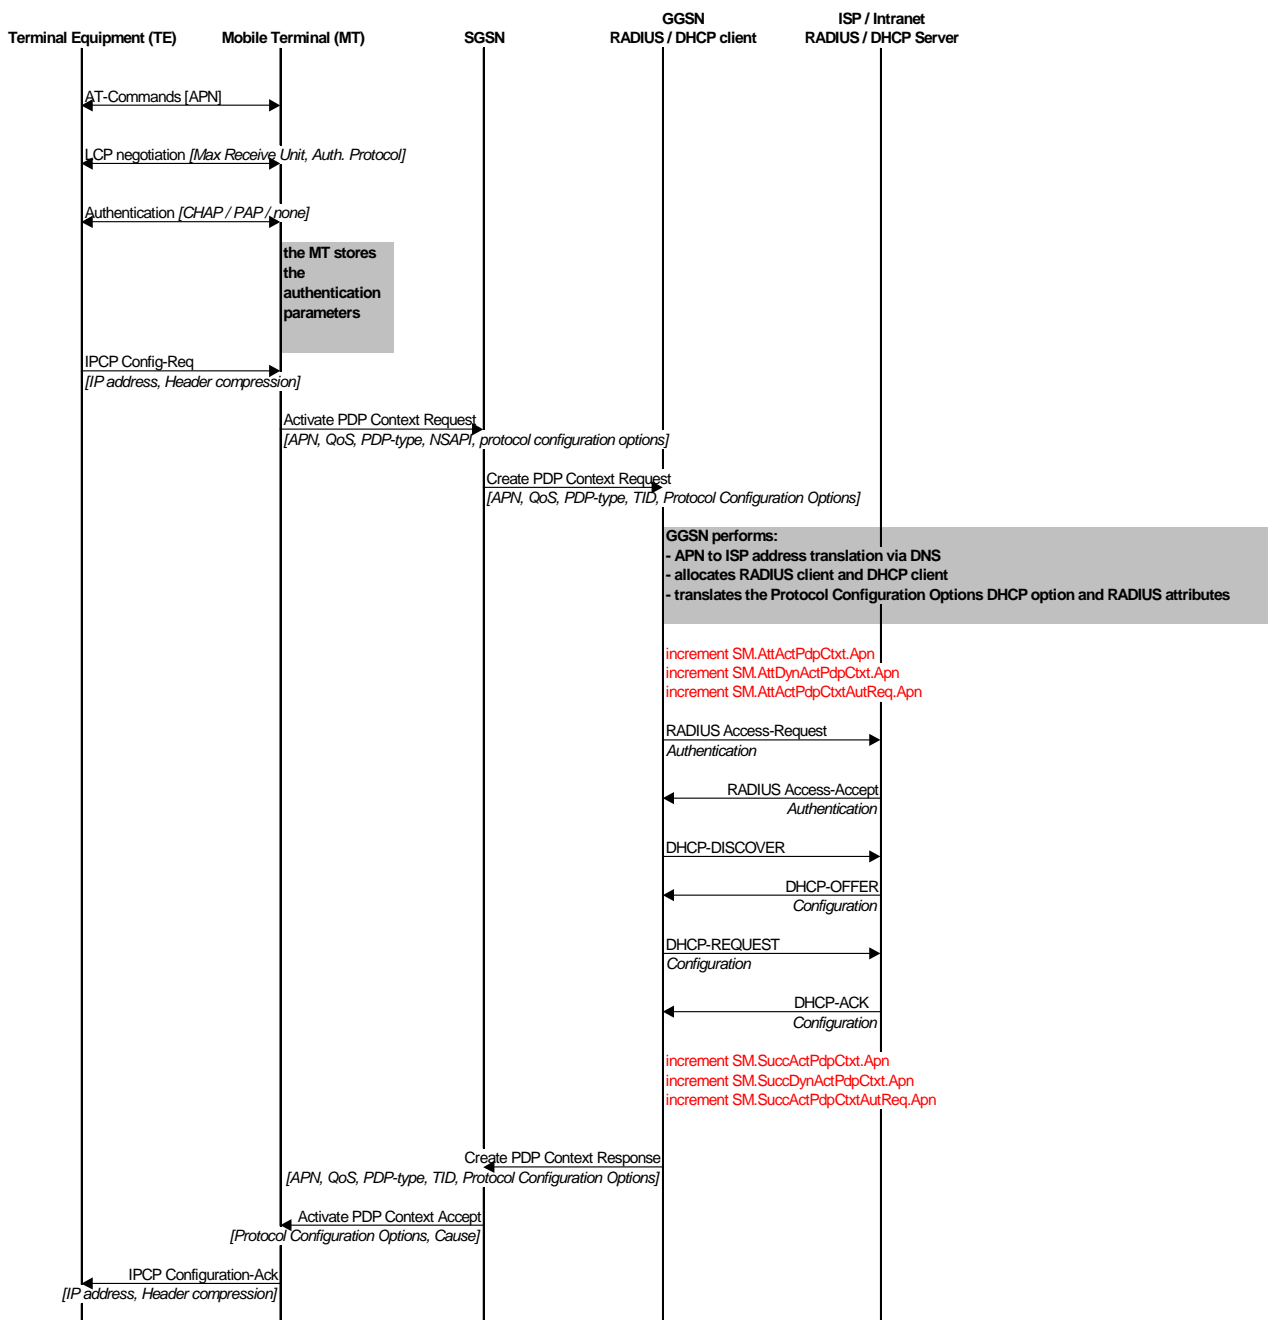 GGSN
ISP / Intranet
Terminal Equipment (TE)
Mobile Terminal (MT)
SGSN
RADIUS / DHCP client
RADIUS / DHCP Server
AT-Commands [APN]
LCP negotiation [Max Receive Unit, Auth. Protocol]
Authentication [CHAP / PAP / none]
the MT stores
the
authentication
parameters
IPCP Config-Req
[IP address, Header compression]
Activate PDP Context Request
[APN, QoS, PDP-type, NSAPI, protocol configuration options]
Create PDP Context Request
[APN, QoS, PDP-type, TID, Protocol Configuration Options]
GGSN performs:
- APN to ISP address translation via DNS
- allocates RADIUS client and DHCP client
- translates the Protocol Configuration Options DHCP option and RADIUS attributes
increment SM.AttActPdpCtxt.Apn
increment SM.AttDynActPdpCtxt.Apn
increment SM.AttActPdpCtxtAutReq.Apn
RADIUS Access-Request
Authentication
RADIUS Access-Accept
Authentication
DHCP-DISCOVER
DHCP-OFFER
Configuration
DHCP-REQUEST
Configuration
DHCP-ACK
Configuration
increment SM.SuccActPdpCtxt.Apn
increment SM.SuccDynActPdpCtxt.Apn
increment SM.SuccActPdpCtxtAutReq.Apn
Create PDP Context Response
[APN, QoS, PDP-type, TID, Protocol Configuration Options]
Activate PDP Context Accept
[Protocol Configuration Options, Cause]
IPCP Configuration-Ack
[IP address, Header compression]